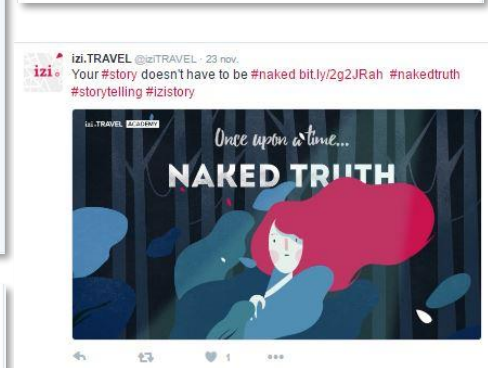 izi.TRAVEL @iziTRAVEL · 23 nov.
izi
Your #story doesn't have to be #naked bit.ly/2g2JRah #nakedtruth
#storytelling #izistory
izi.TRAVEL ACADEMY
Once upon a time...
NAKED TRUTH
1